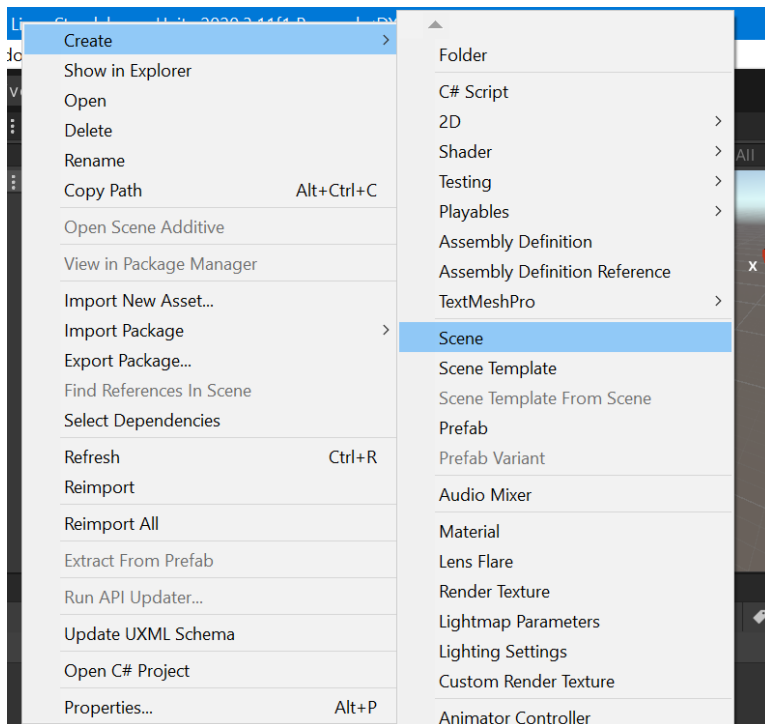 Create
Show in Explorer
Open
Delete
Rename
Copy Path Alt+Ctrl+C
Open Scene Additive
View in Package Manager
Import New Asset...
Import Package
Export Package...
Find References In Scene
Select Dependencies
Refresh Ctrl+R
Reimport
Reimport All
Extract From Prefab
Run API Updater...
Update UXML Schema
Open C# Project
Properties... Alt+P
Folder
C# Script
2D
Shader
Testing
Playables
Assembly Definition
Assembly Definition Reference
TextMeshPro
Scene
Scene Template
Scene Template From Scene
Prefab
Prefab Variant
Audio Mixer
Material
Lens Flare
Render Texture
Lightmap Parameters
Lighting Settings
Custom Render Texture
Animator Controller
All
x